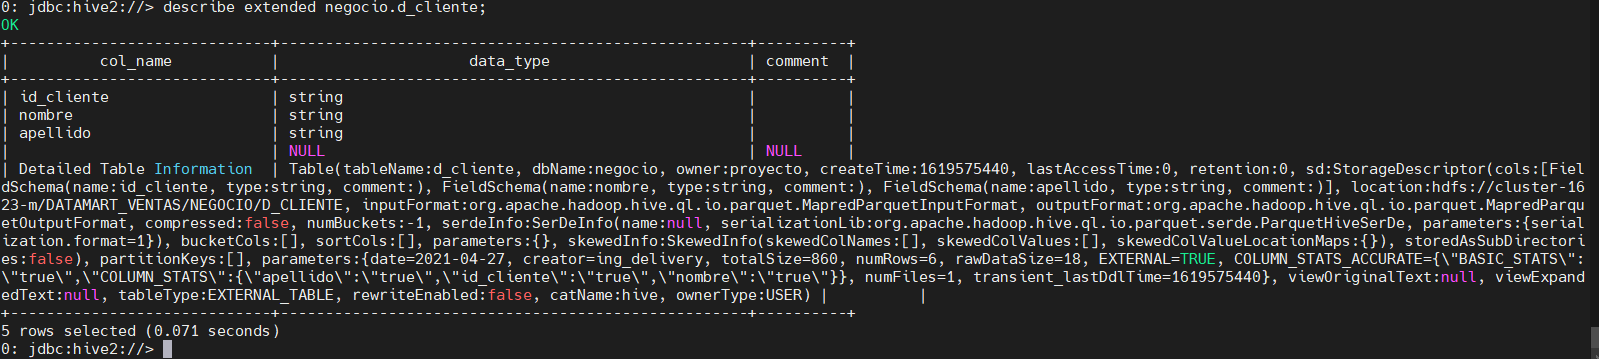 0: jdbc:hive2://> describe extended negocio.d_cliente;
OK
+-----------------------------+----------------------------------------------------+----------+
|          col_name           |                     data_type                      | comment  |
+-----------------------------+----------------------------------------------------+----------+
| id_cliente                  | string                                             |          |
| nombre                      | string                                             |          |
| apellido                    | string                                             |          |
|                             | NULL                                               | NULL     |
| Detailed Table Information  | Table(tableName:d_cliente, dbName:negocio, owner:proyecto, createTime:1619575440, lastAccessTime:0, retention:0, sd:StorageDescriptor(cols:[Fiel
dSchema(name:id_cliente, type:string, comment:), FieldSchema(name:nombre, type:string, comment:), FieldSchema(name:apellido, type:string, comment:)], location:hdfs://cluster-16
23-m/DATAMART_VENTAS/NEGOCIO/D_CLIENTE, inputFormat:org.apache.hadoop.hive.ql.io.parquet.MapredParquetInputFormat, outputFormat:org.apache.hadoop.hive.ql.io.parquet.MapredParqu
etOutputFormat, compressed:false, numBuckets:-1, serdeInfo:SerDeInfo(name:null, serializationLib:org.apache.hadoop.hive.ql.io.parquet.serde.ParquetHiveSerDe, parameters:{serial
ization.format=1}), bucketCols:[], sortCols:[], parameters:{}, skewedInfo:SkewedInfo(skewedColNames:[], skewedColValues:[], skewedColValueLocationMaps:{}), storedAsSubDirectori
es:false), partitionKeys:[], parameters:{date=2021-04-27, creator=ing_delivery, totalSize=860, numRows=6, rawDataSize=18, EXTERNAL=TRUE, COLUMN_STATS_ACCURATE={\"BASIC_STATS\":
\"true\",\"COLUMN_STATS\":{\"apellido\":\"true\",\"id_cliente\":\"true\",\"nombre\":\"true\"}}, numFiles=1, transient_lastDdlTime=1619575440}, viewOriginalText:null, viewExpan
dedText:null, tableType:EXTERNAL_TABLE, rewriteEnabled:false, catName:hive, ownerType:USER) |          |
+-----------------------------+----------------------------------------------------+----------+
5 rows selected (0.071 seconds)
0: jdbc:hive2://>